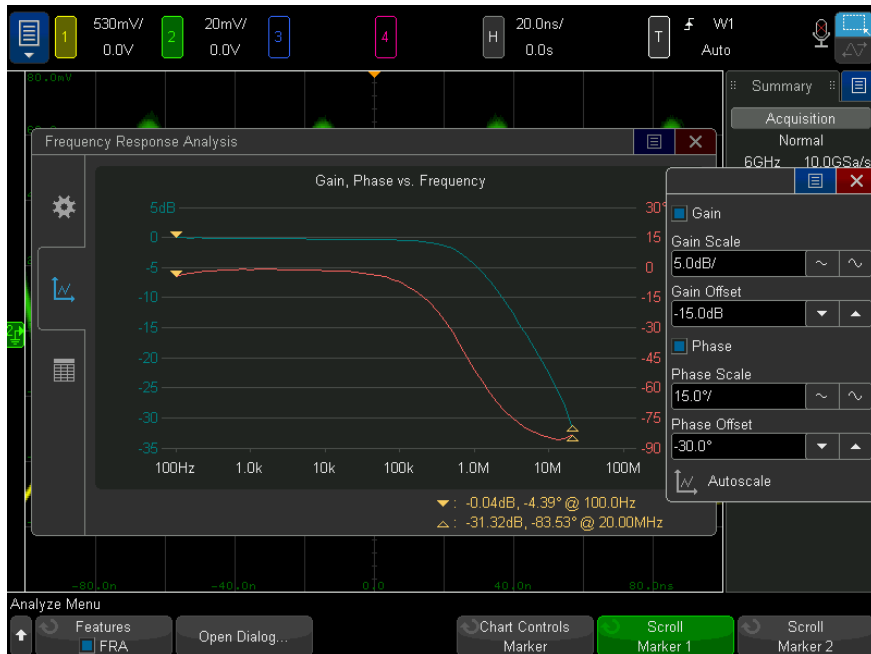 1 530mV/ 2 20mV/ 3 4 H 20.0ns/ T W1
0.0V 0.0V 0.0s Auto
80.0mV
Summary
Acquisition
Normal
6GHz 10.0GSa/s
Frequency Response Analysis
Gain, Phase vs. Frequency
5dB 30°
0 15
-5 0
-10 -15
-15 -30
-20 -45
-25 -60
-30 -75
-35 -90
100Hz 1.0k 10k 100k 1.0M 10M 100M
: -0.04dB, -4.39° @ 100.0Hz
: -31.32dB, -83.53° @ 20.00MHz
Gain
Gain Scale
5.0dB/
Gain Offset
-15.0dB
Phase
Phase Scale
15.0°/
Phase Offset
-30.0°
Autoscale
2
-80.0n -40.0n 0.0 40.0n 80.0ns
Analyze Menu
Features
FRA
Open Dialog...
Chart Controls
Marker
Scroll
Marker 1
Scroll
Marker 2